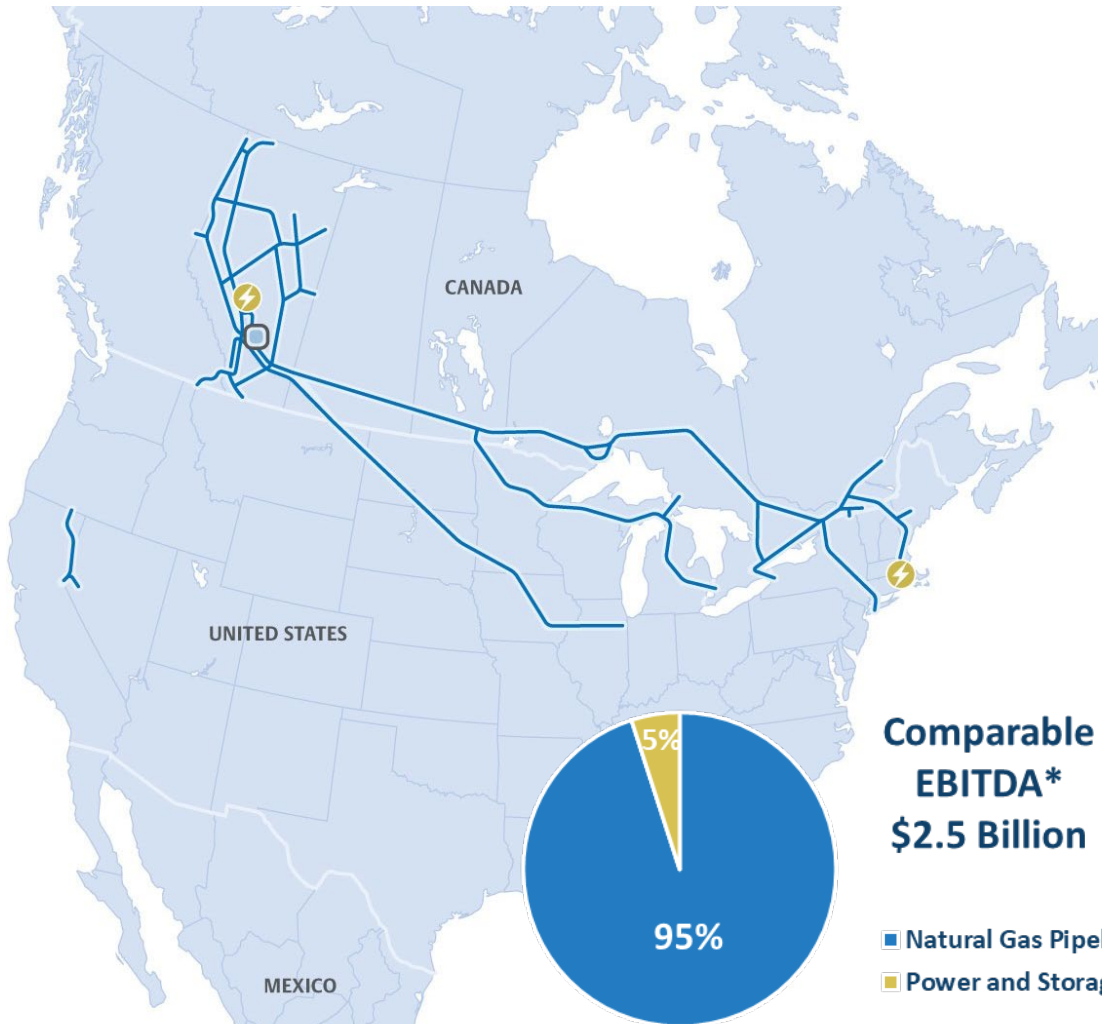 CANADA
UNITED STATES
MEXICO
5%
95%
Comparable
EBITDA*
$2.5 Billion
Natural Gas Pipel
Power and Storag